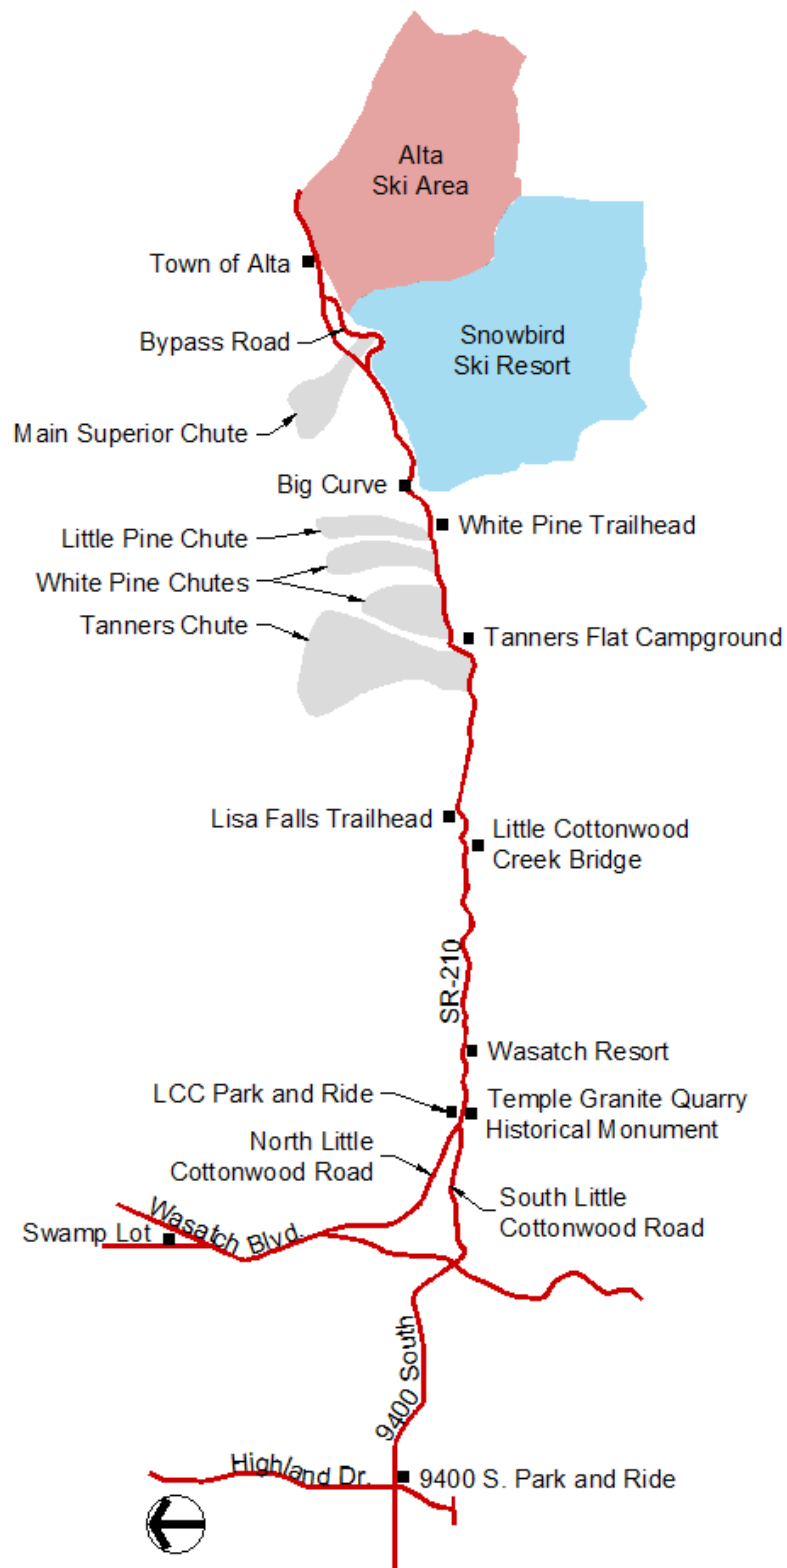 Alta
Ski Area
Town of Alta
Snowbird
Ski Resort
Bypass Road
Main Superior Chute
Big Curve
White Pine Trailhead
Little Pine Chute
White Pine Chutes
Tanners Chute
Tanners Flat Campground
Lisa Falls Trailhead
Little Cottonwood
Creek Bridge
SR-210
Wasatch Resort
LCC Park and Ride
Temple Granite Quarry
Historical Monument
North Little
Cottonwood Road
South Little
Cottonwood Road
Wasatch Blvd.
Swamp Lot
9400 South
Highland Dr.
9400 S. Park and Ride